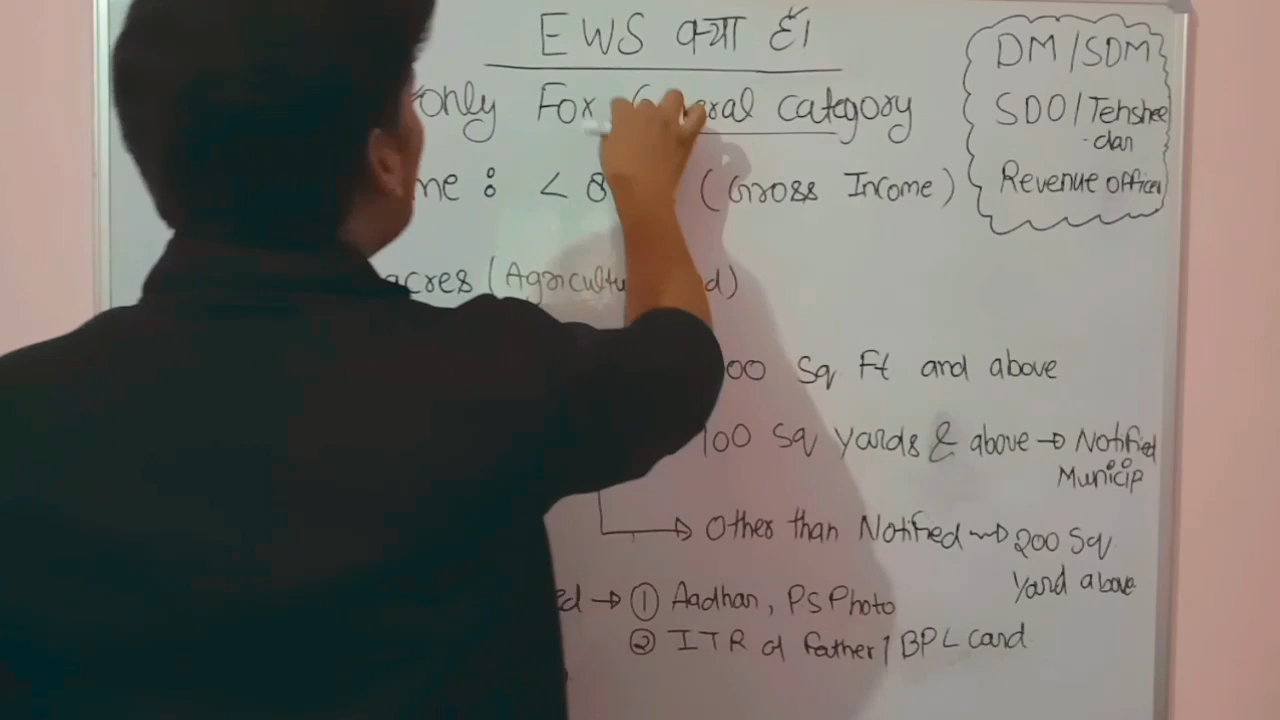 EWS क्या है।
only For General category
DM/SDM
SDO/Tehshee
-dar
Revenue officer
me : < 8 (Gross Income)
acres (Agricultu d)
00 Sq Ft and above
100 Sq yards & above → Notified
Municip
Other than Notified → 200 Sq
yard above
ed → ① Aadhar, PS Photo
② ITR of father / BPL card